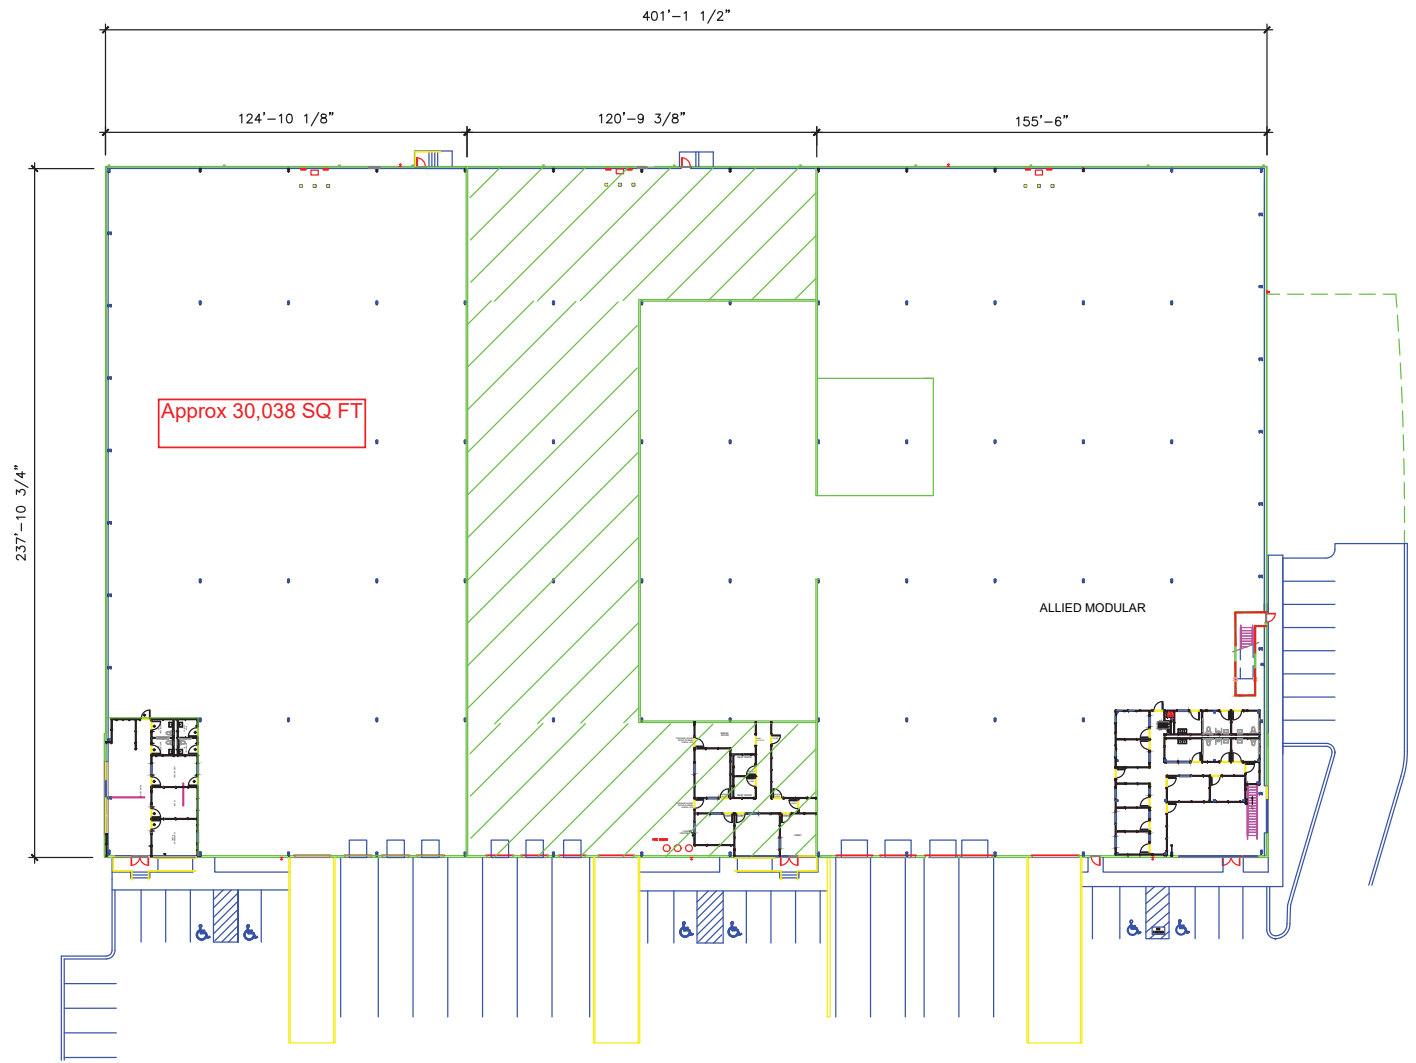 401'-1 1/2"
124'-10 1/8"
120'-9 3/8"
155'-6"
Approx 30,038 SQ FT
237'-10 3/4"
ALLIED MODULAR